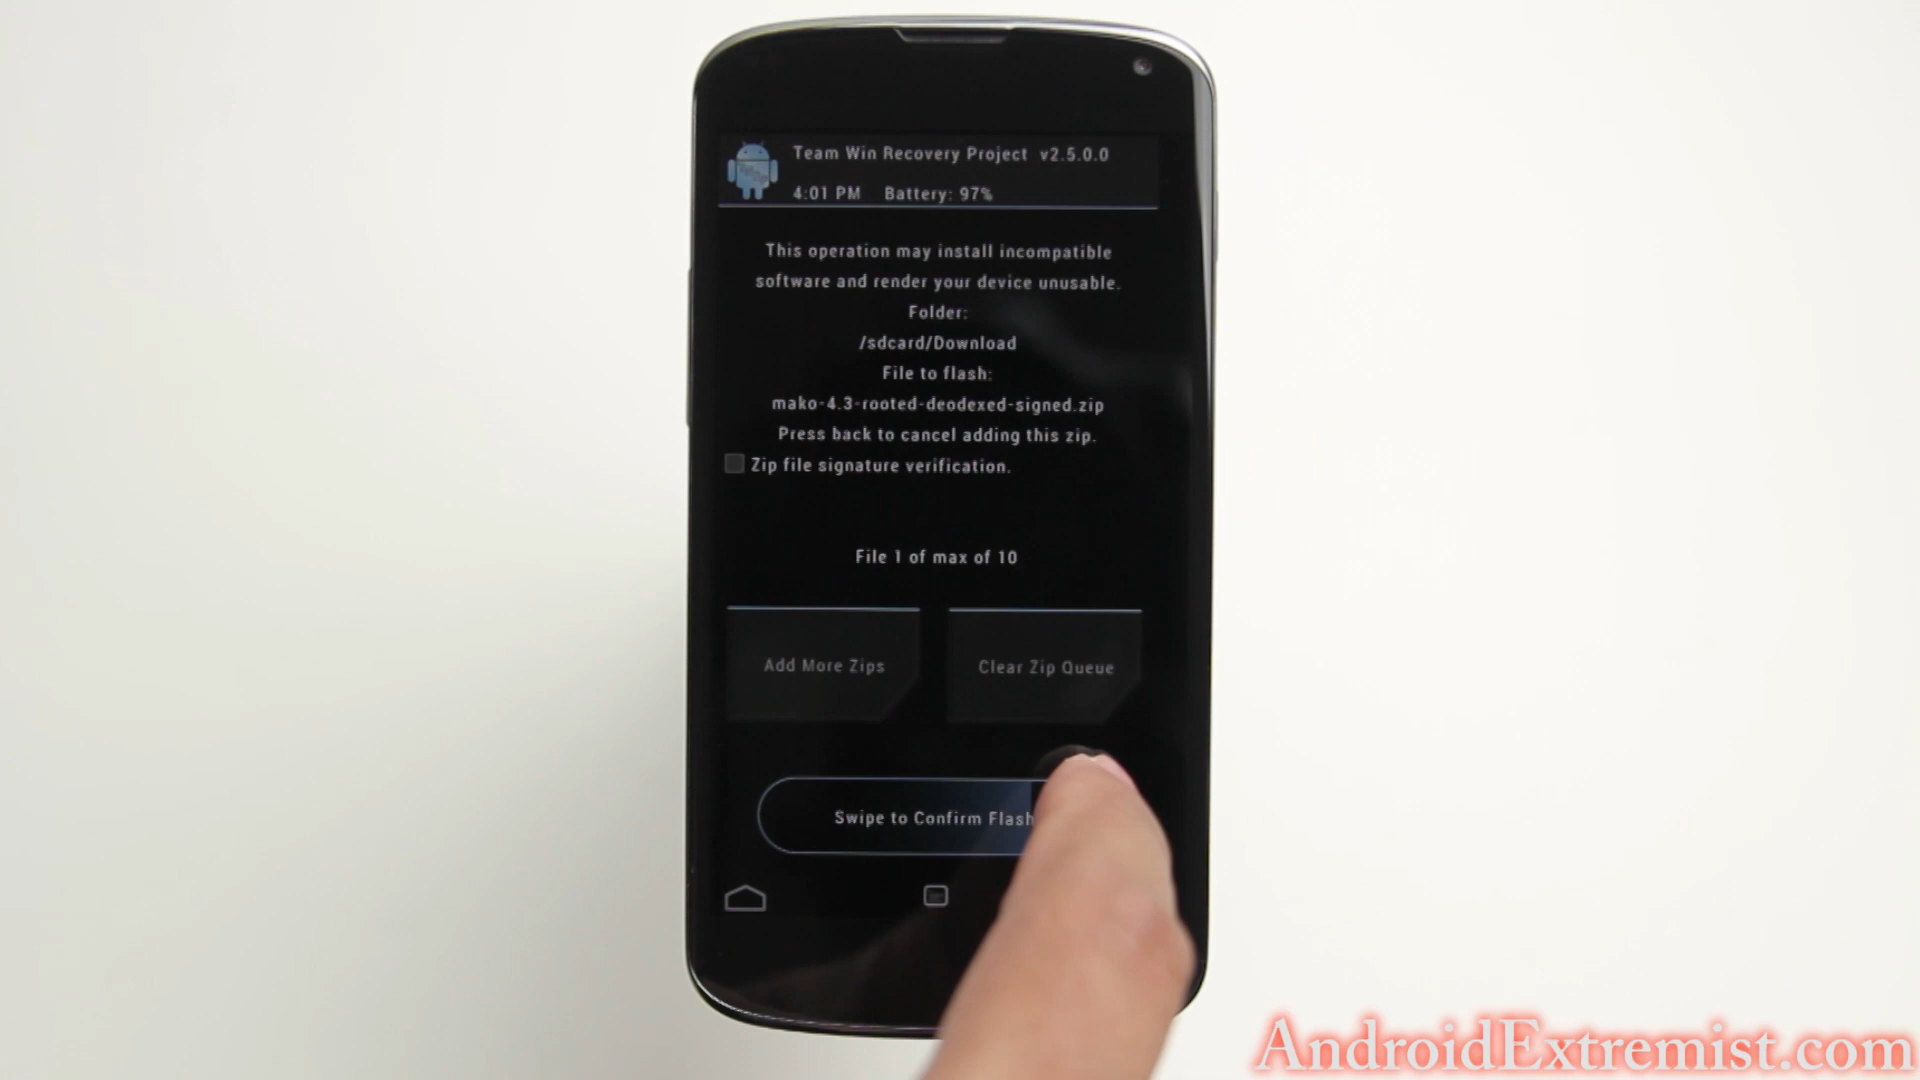 Team Win Recovery Project v2.5.0.0
4:01 PM Battery: 97%
This operation may install incompatible
software and render your device unusable.
Folder:
/sdcard/Download
File to flash:
mako-4.3-rooted-deodexed-signed.zip
Press back to cancel adding this zip.
Zip file signature verification.
File 1 of max of 10
Add More Zips
Clear Zip Queue
Swipe to Confirm Flash
AndroidExtremist.com